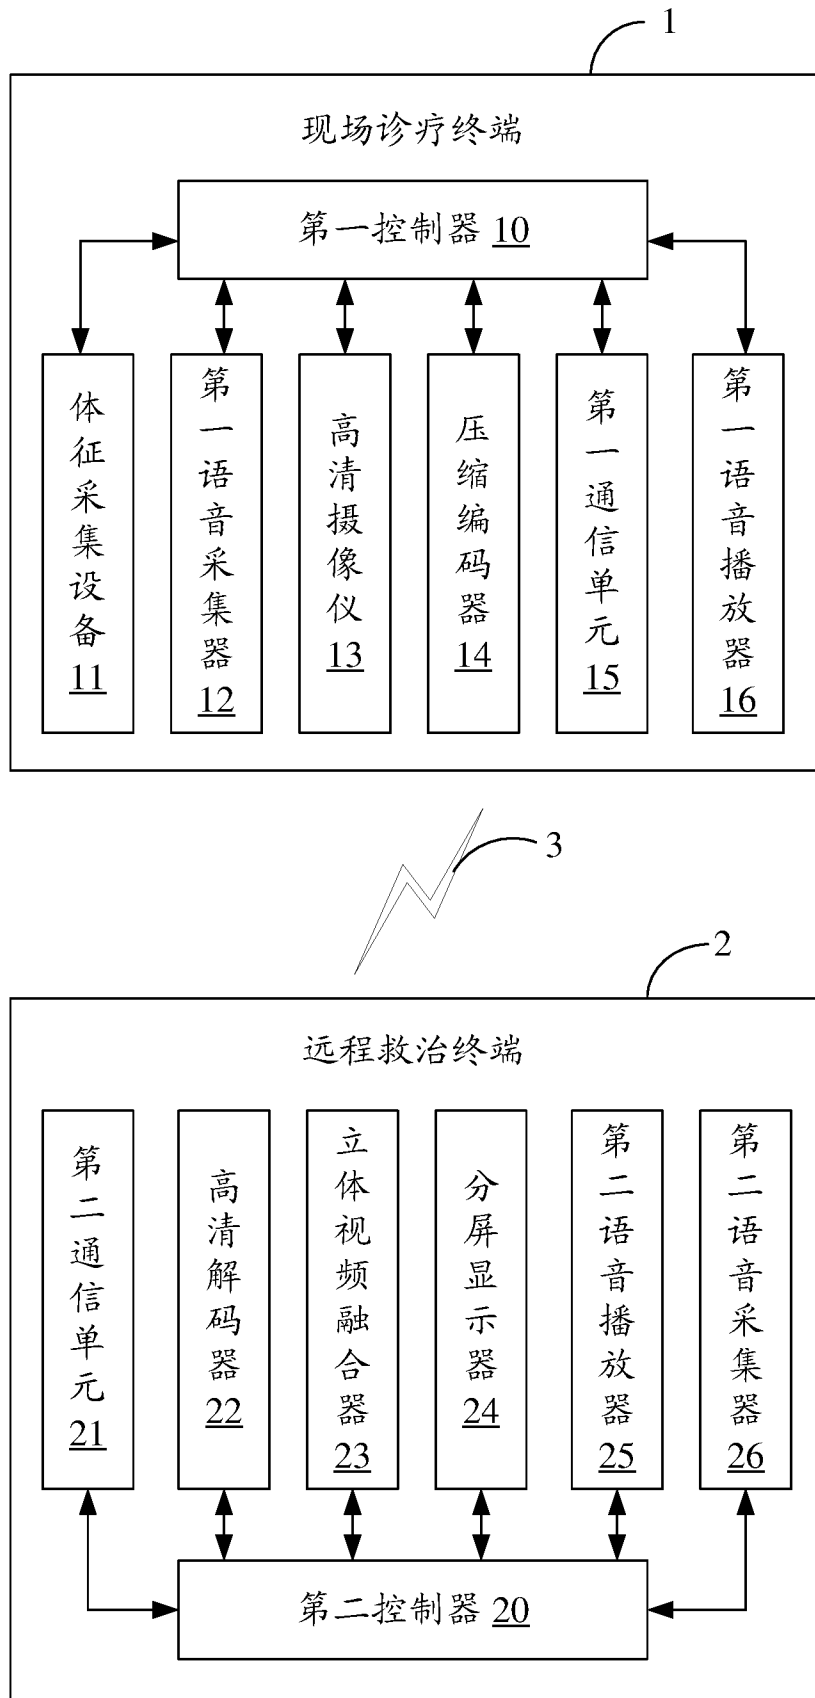 1
现场诊疗终端
第一控制器 10
体征采集设备 11
第一语音采集器 12
高清摄像仪 13
压缩编码器 14
第一通信单元 15
第一语音播放器 16
3
2
远程救治终端
第二通信单元 21
高清解码器 22
立体视频融合器 23
分屏显示器 24
第二语音播放器 25
第二语音采集器 26
第二控制器 20